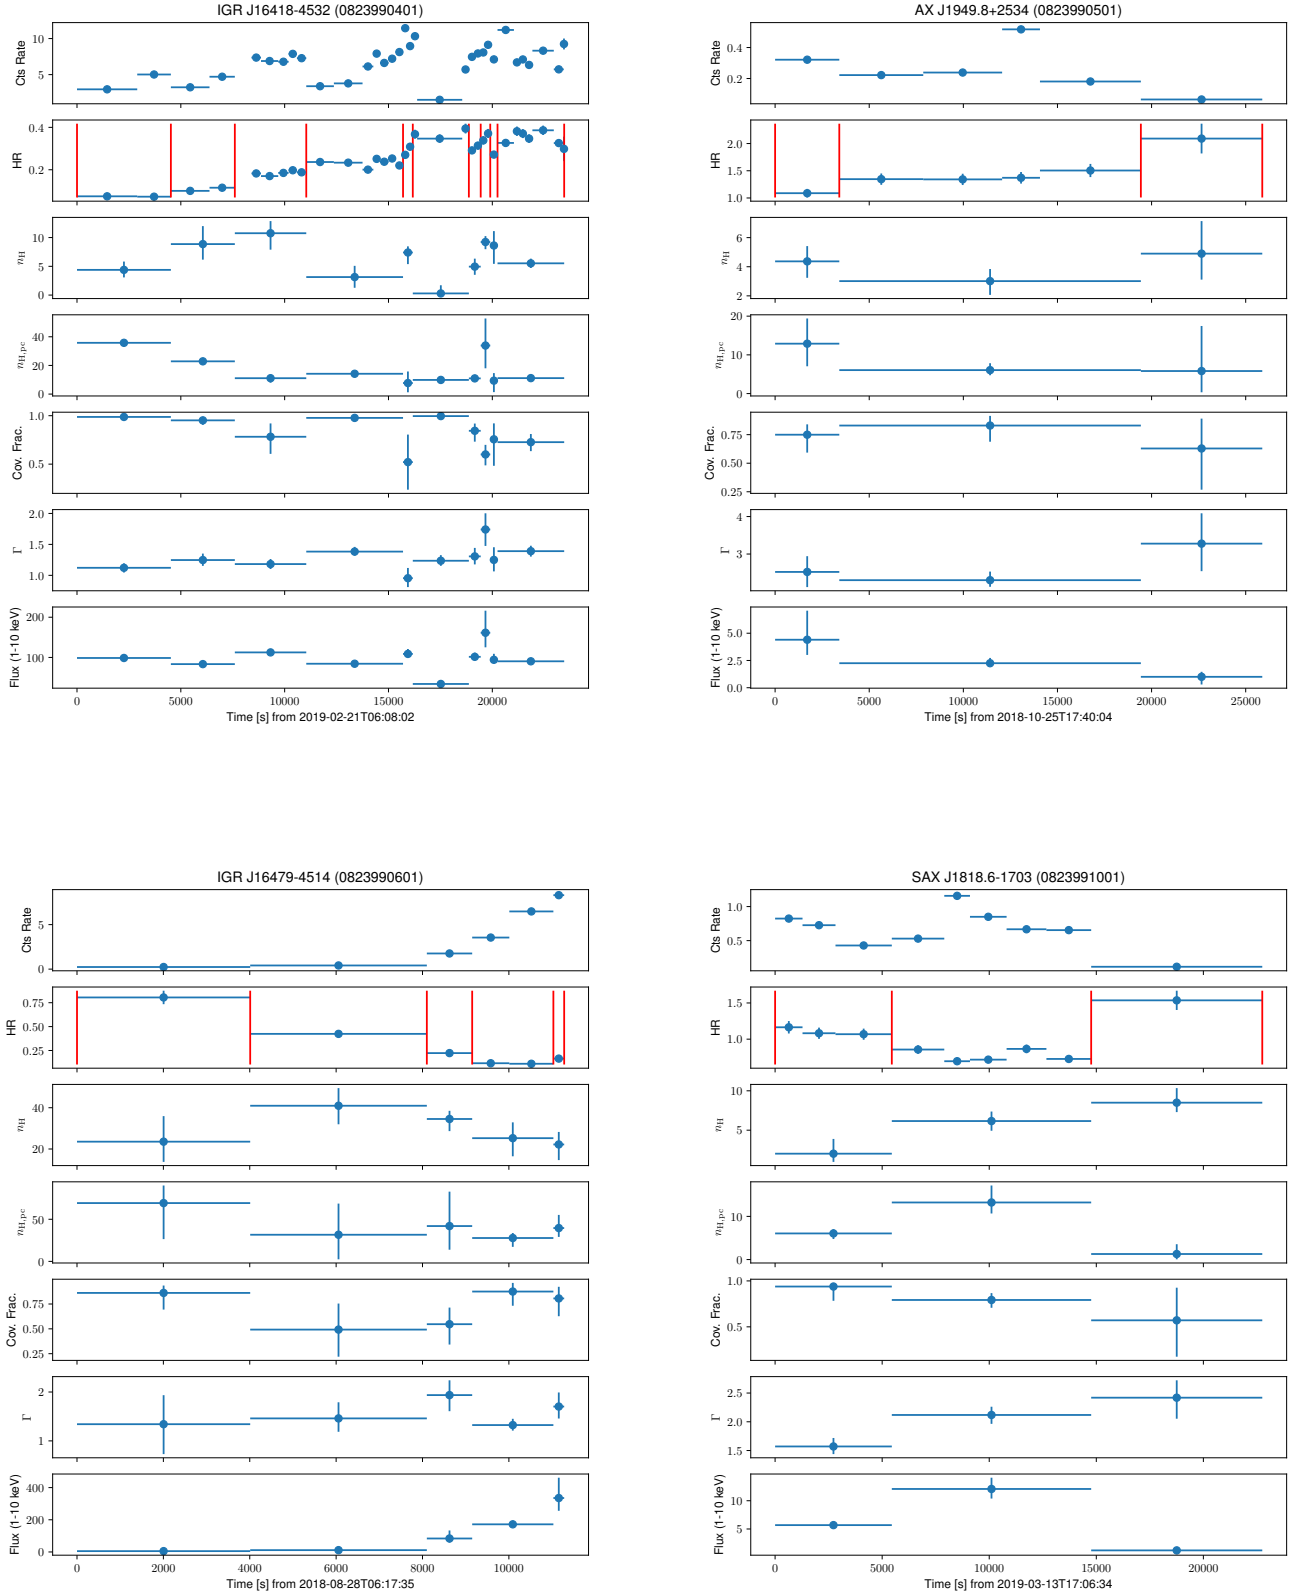 IGR J16418-4532 (0823990401)
Cts Rate
10
5
HR
0.4
0.2
nH
10
5
0
nH,pc
40
20
0
Cov. Frac.
1.0
0.5
Γ
2.0
1.5
1.0
Flux (1-10 keV)
200
100
0 5000 10000 15000 20000
Time [s] from 2019-02-21T06:08:02
AX J1949.8+2534 (0823990501)
Cts Rate
0.4
0.2
HR
2.0
1.5
1.0
nH
6
4
2
nH,pc
20
10
0
Cov. Frac.
0.75
0.50
0.25
Γ
4
3
Flux (1-10 keV)
5.0
2.5
0.0
0 5000 10000 15000 20000 25000
Time [s] from 2018-10-25T17:40:04
IGR J16479-4514 (0823990601)
Cts Rate
5
0
HR
0.75
0.50
0.25
nH
40
20
nH,pc
50
0
Cov. Frac.
0.75
0.50
0.25
Γ
2
1
Flux (1-10 keV)
400
200
0
0 2000 4000 6000 8000 10000
Time [s] from 2018-08-28T06:17:35
SAX J1818.6-1703 (0823991001)
Cts Rate
1.0
0.5
HR
1.5
1.0
nH
10
5
nH,pc
10
0
Cov. Frac.
1.0
0.5
Γ
2.5
2.0
1.5
Flux (1-10 keV)
10
5
0 5000 10000 15000 20000
Time [s] from 2019-03-13T17:06:34